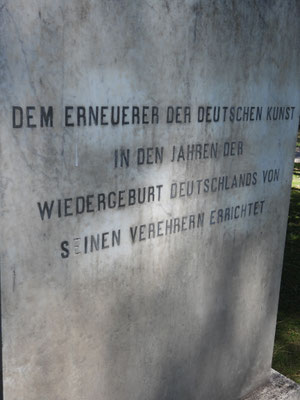 DEM ERNEUERER DER DEUTSCHEN KUNST
IN DEN JAHREN DER
WIEDERGEBURT DEUTSCHLANDS VON
SEINEN VEREHRERN ERRICHTET